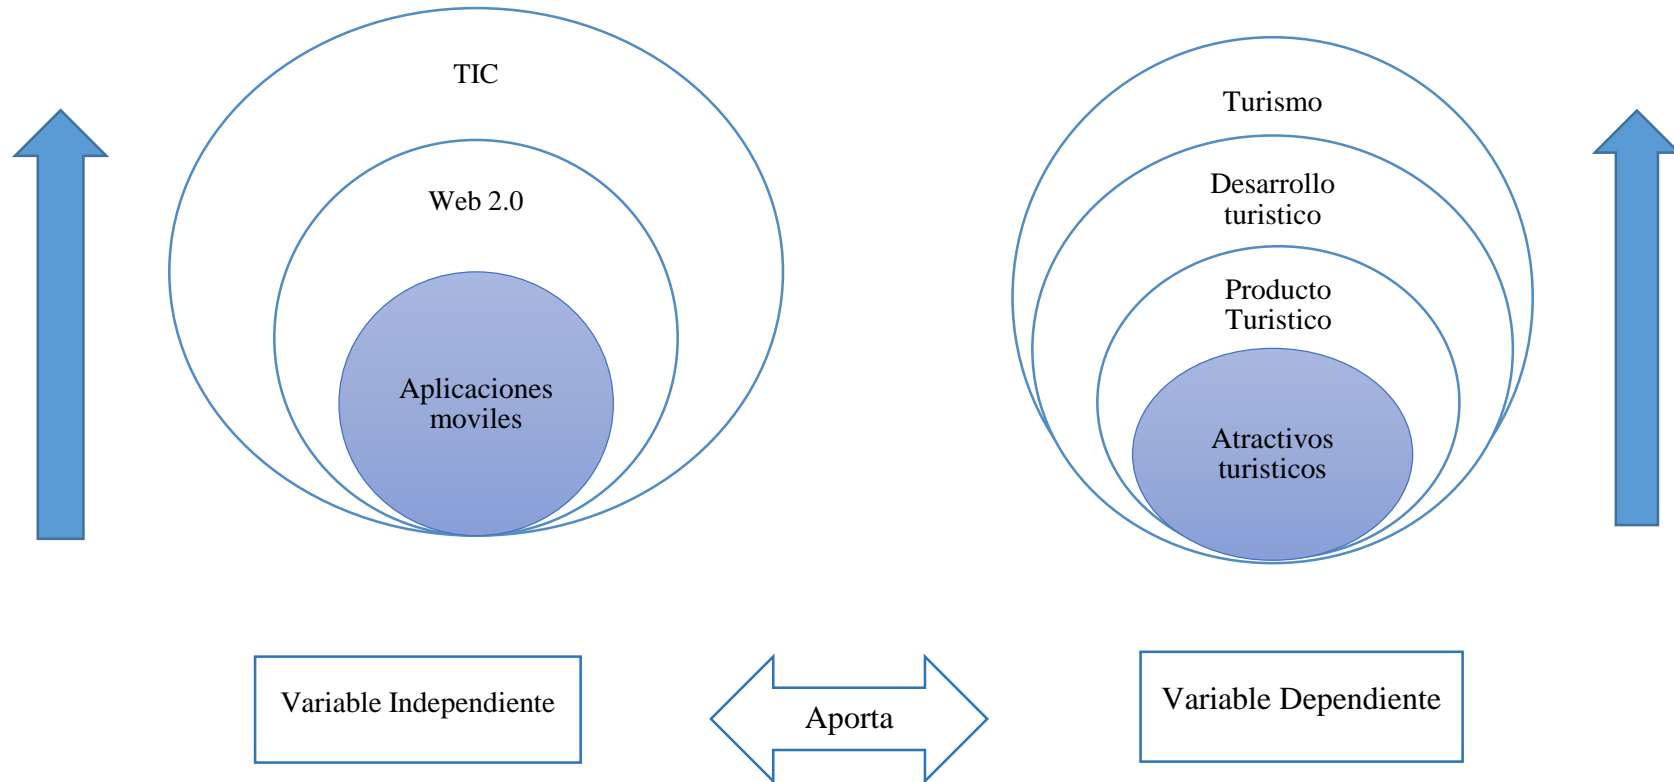 TIC
Web 2.0
Aplicaciones
moviles
Turismo
Desarrollo
turistico
Producto
Turistico
Atractivos
turisticos
Variable Independiente
Aporta
Variable Dependiente